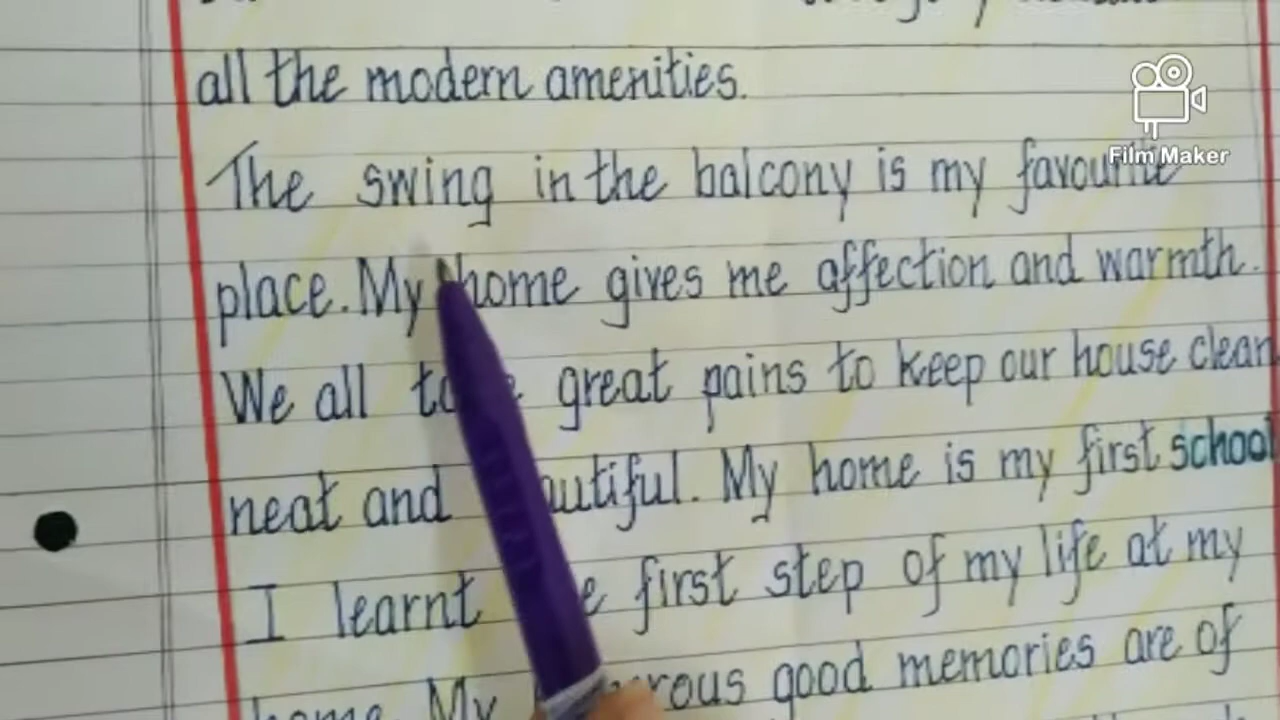 all the modern amenities.
The swing in the balcony is my favourite
Film Maker
place. My home gives me affection and warmth.
We all great pains to keep our house clean
neat and my home is my first school
I learnt first step of my life at my
home. My good memories are of